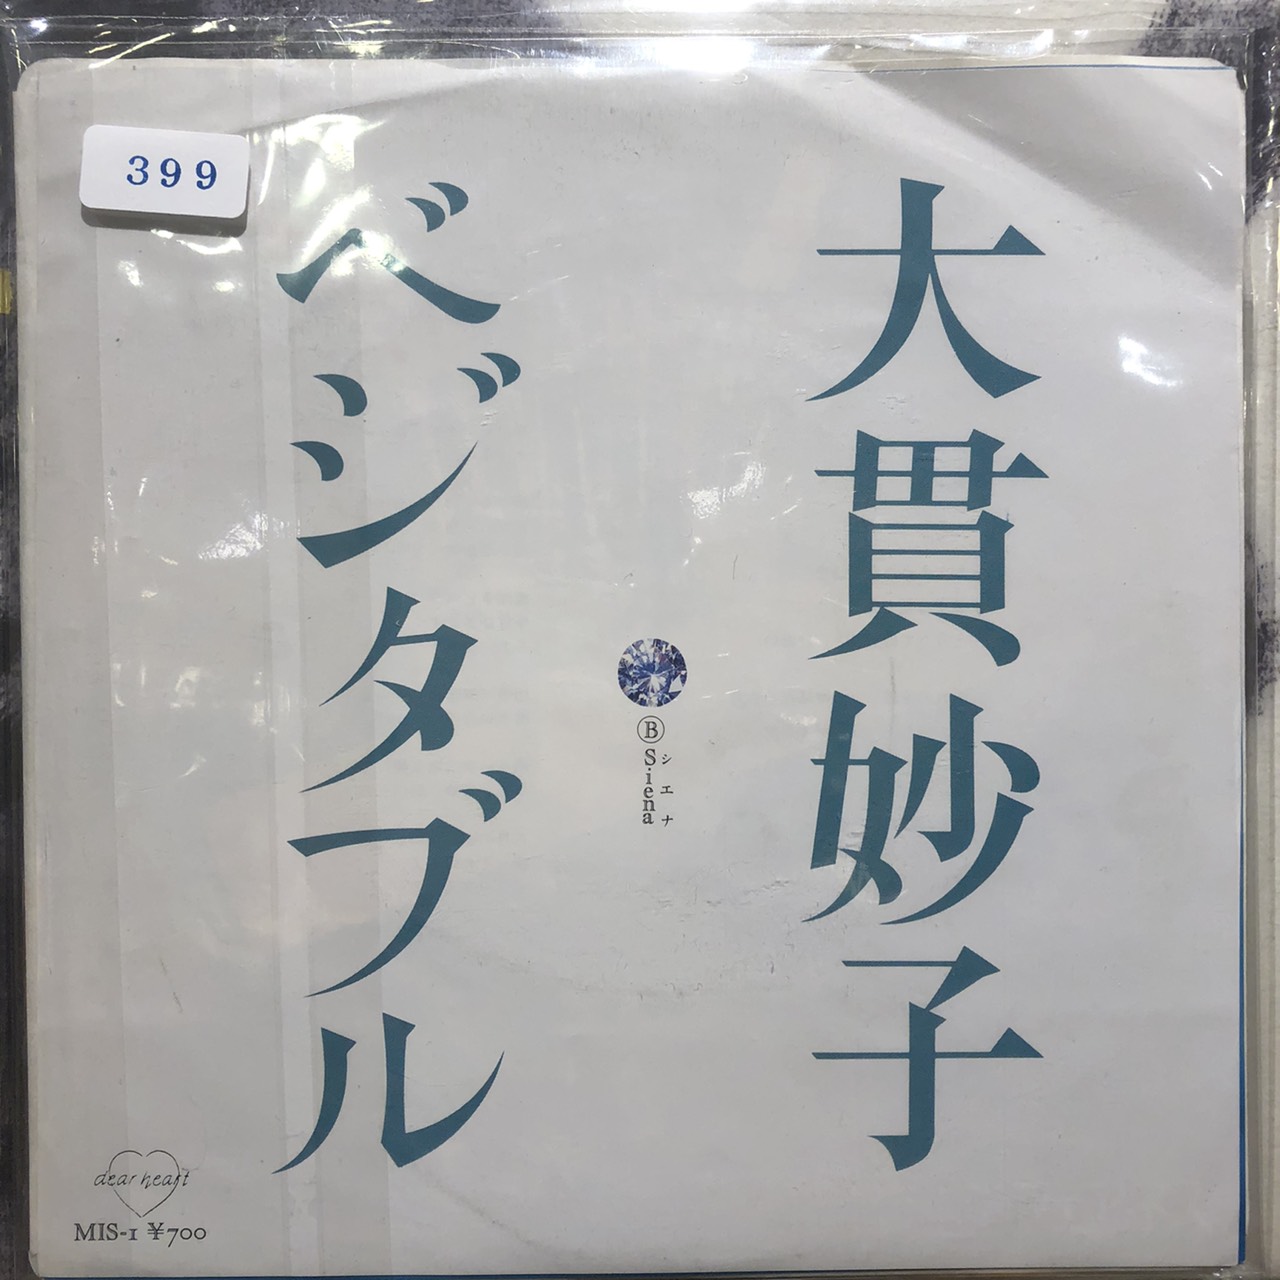 399
大貫妙子
ベジタブル
Ⓑ Siena
シエナ
dear heart
MIS-1 ¥700